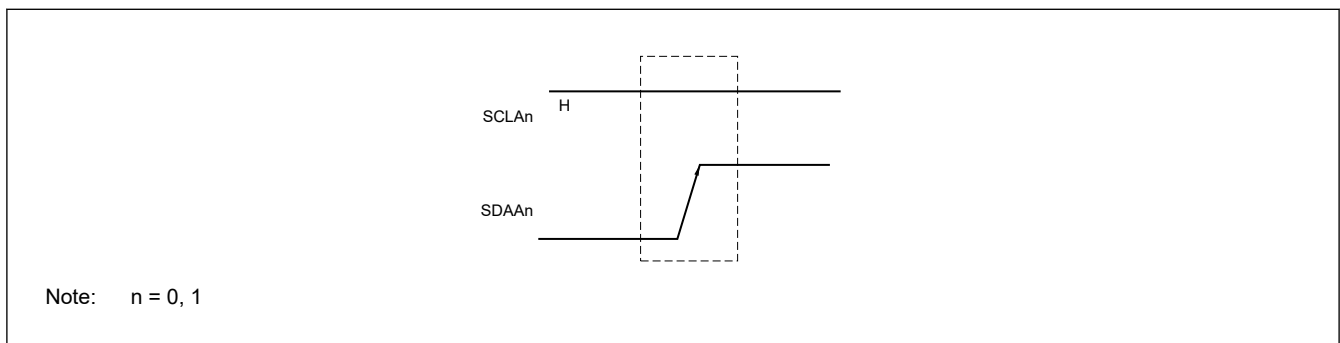 H
SCLAn
SDAAn
Note: n = 0, 1